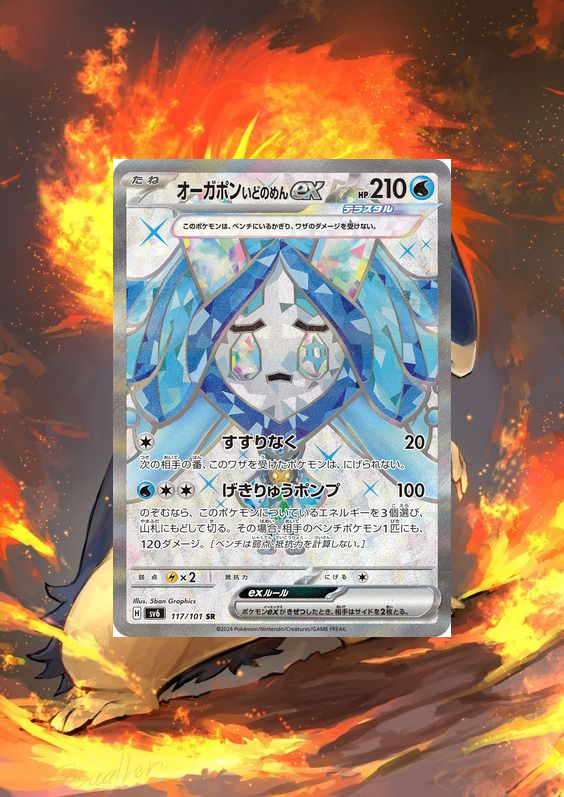 たね
オーガポン いどのめん ex
HP 210
テラスタル
このポケモンは、ベンチにいるかぎり、ワザのダメージを受けない。
すすりなく 20
次の相手の番、このワザを受けたポケモンは、にげられない。
げきりゅうポンプ 100
のぞむなら、このポケモンについているエネルギーを3個選び、
山札にもどして切る。その場合、相手のベンチポケモン1匹にも、
120ダメージ。[ベンチは弱点・抵抗力を計算しない。]
弱点 ×2 抵抗力 にげる
Illus. 5ban Graphics
exルール
ポケモンexがきぜつしたとき、相手はサイドを2枚とる。
H sv6 117/101 SR
©2024 Pokémon/Nintendo/Creatures/GAME FREAK.